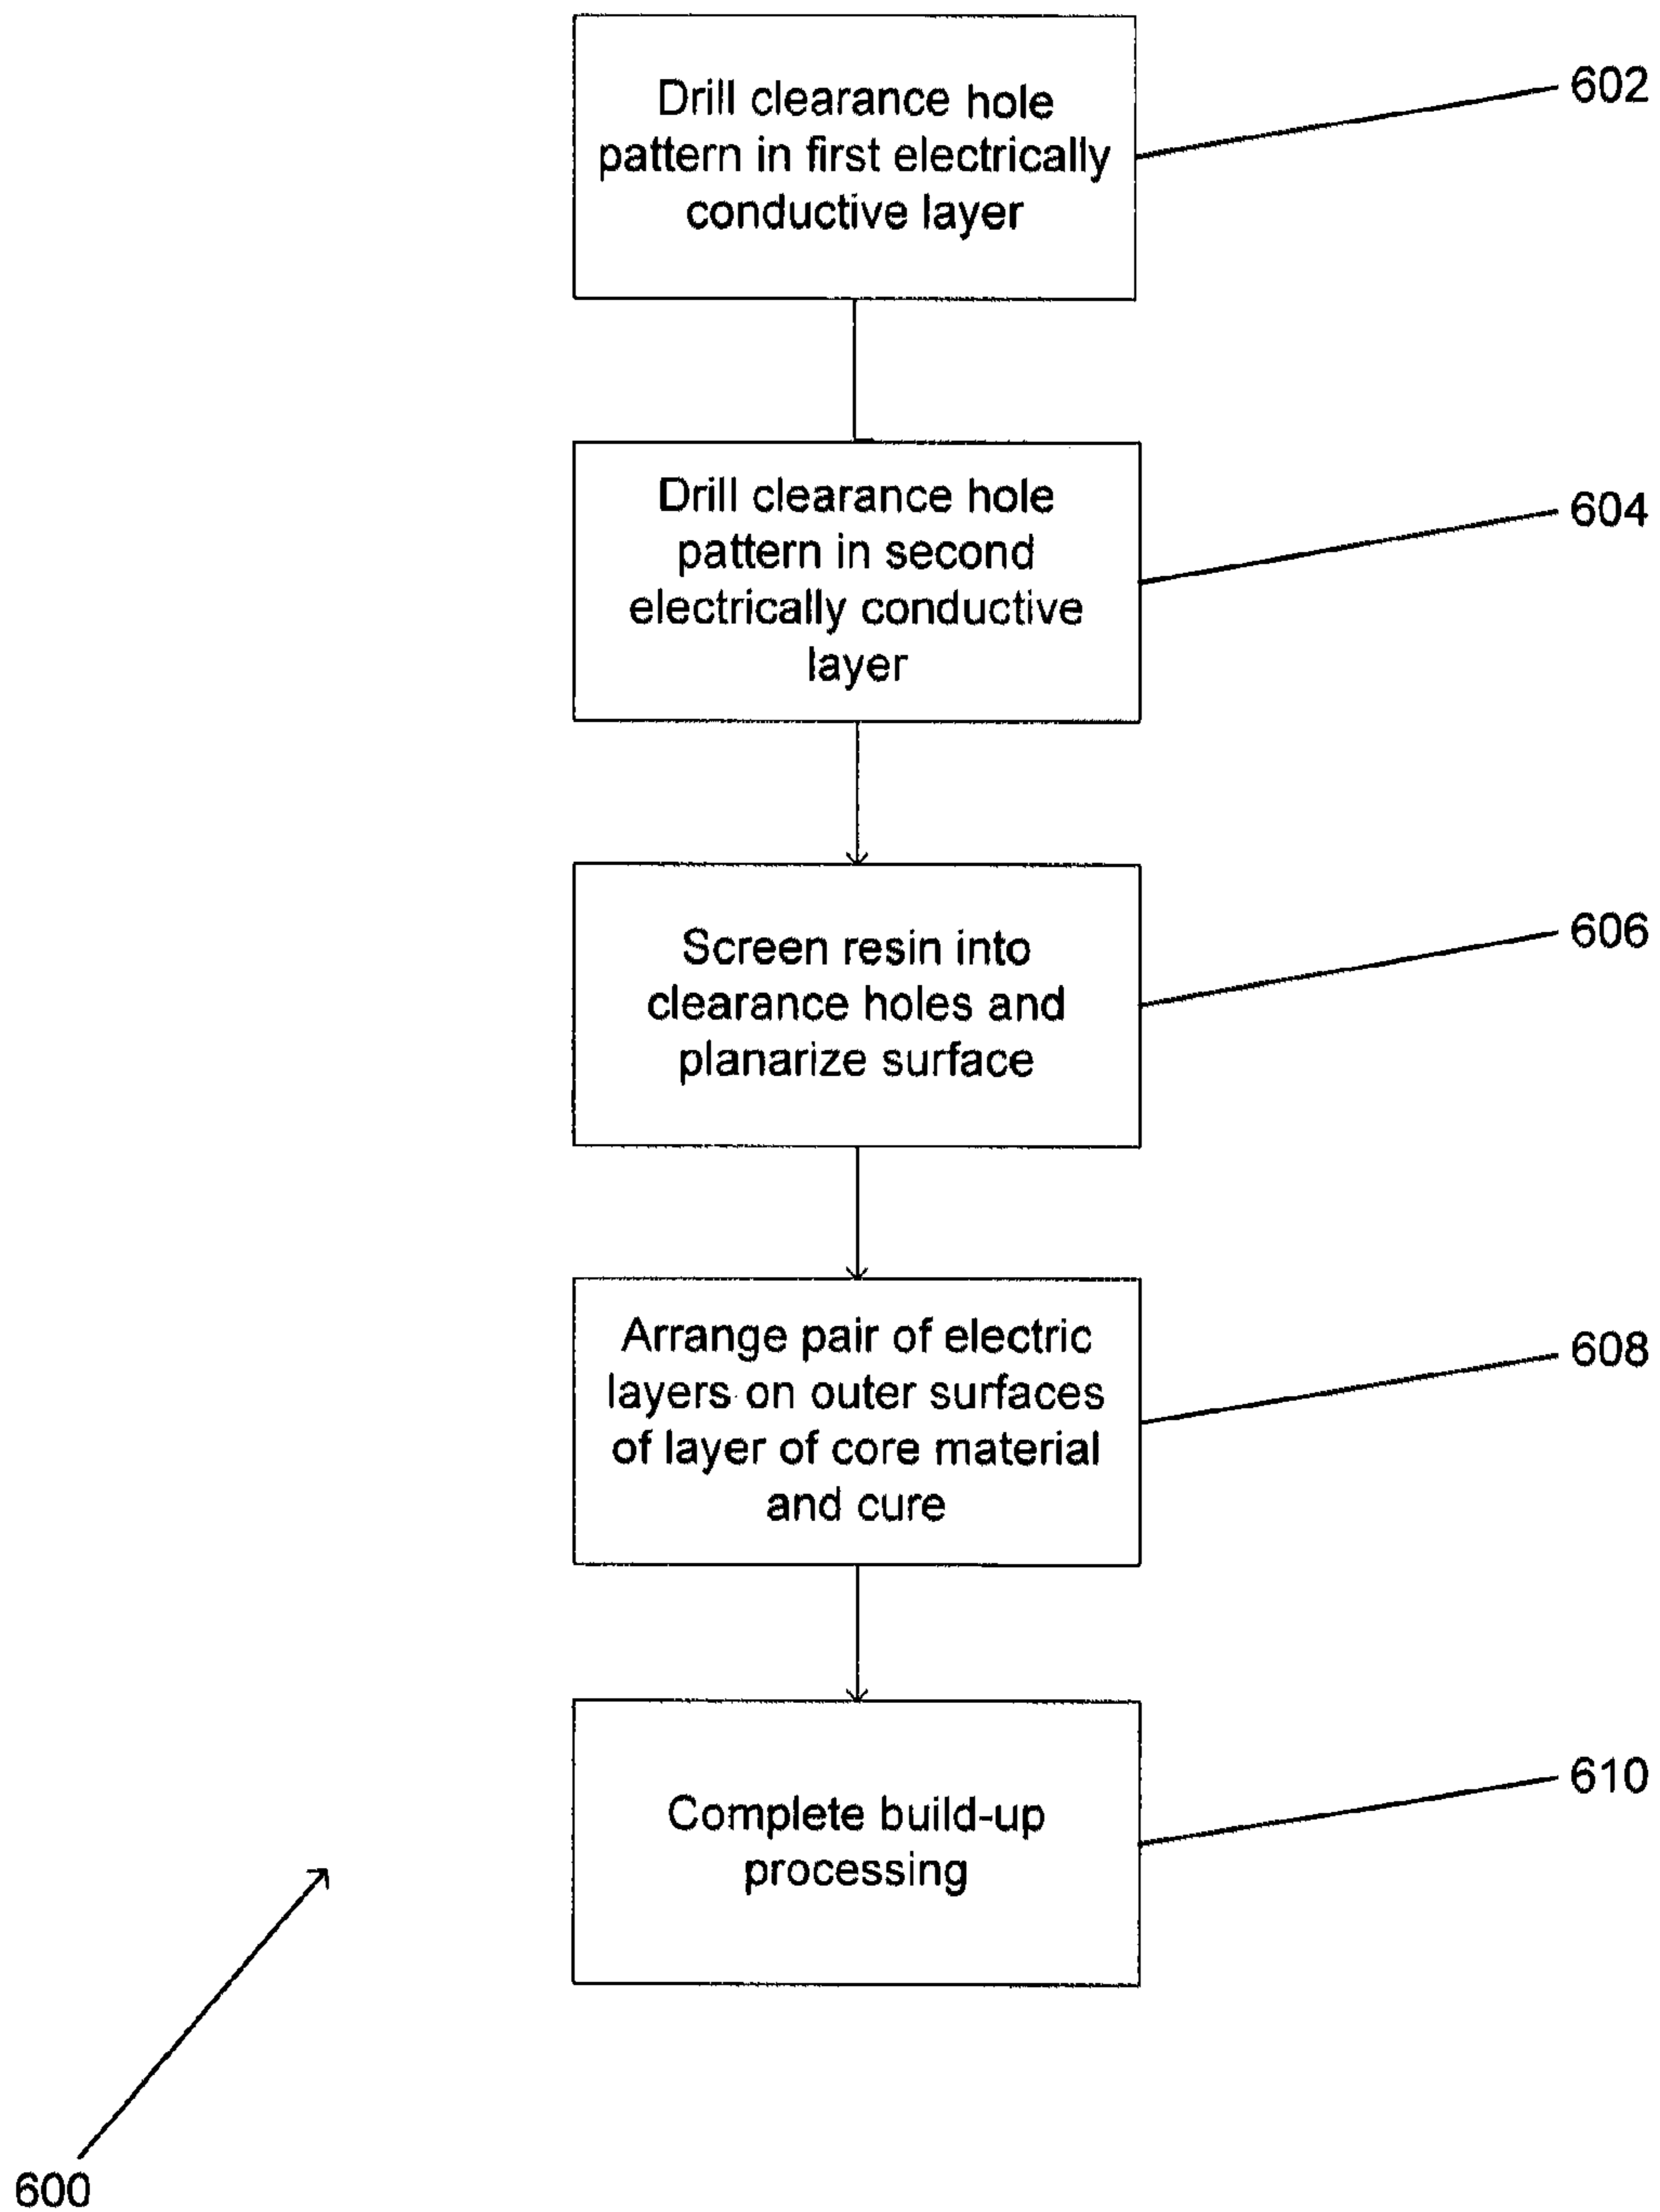 Drill clearance hole
pattern in first electrically
conductive layer
602
Drill clearance hole
pattern in second
electrically conductive
layer
604
Screen resin into
clearance holes and
planarize surface
606
Arrange pair of electric
layers on outer surfaces
of layer of core material
and cure
608
Complete build-up
processing
610
600